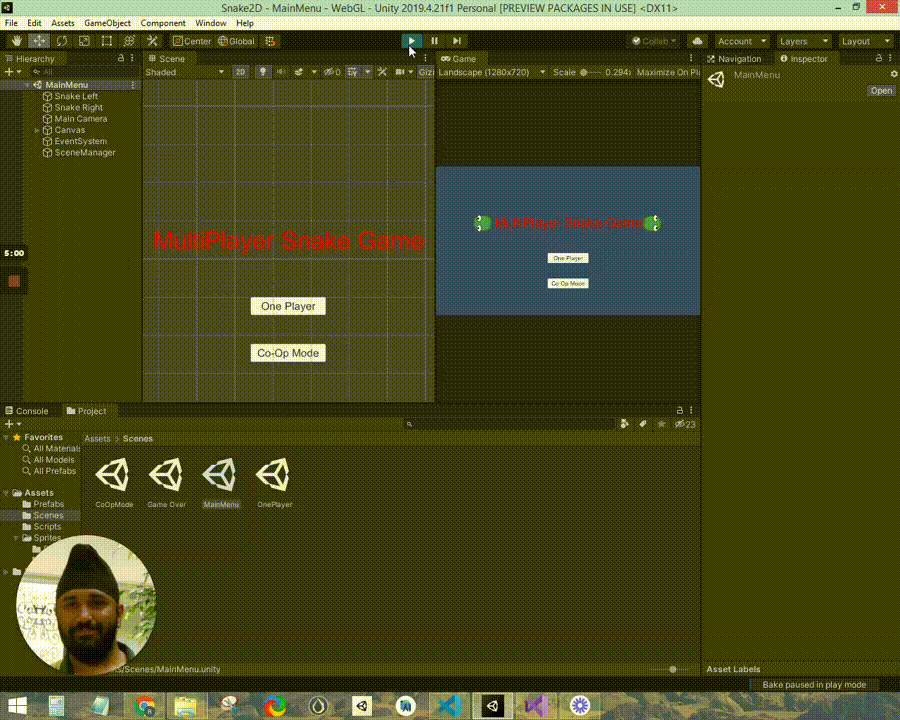 Snake2D - MainMenu - WebGL - Unity 2019.4.21f1 Personal [PREVIEW PACKAGES IN USE] <DX11>
File Edit Assets GameObject Component Window Help
Center Global Collab Account Layers Layout
Hierarchy Scene Game Navigation Inspector
All Shaded 2D 0 Giz Landscape (1280x720) Scale 0.294 Maximize On Pl
MainMenu
Snake Left
Snake Right
Main Camera
Canvas
EventSystem
SceneManager
MultiPlayer Snake Game
One Player
Co-Op Mode
MultiPlayer Snake Game
One Player
Co-Op Mode
MainMenu
Open
5:00
Console Project
23
Favorites
All Materials
All Models
All Prefabs
Assets
Prefabs
Scenes
Scripts
Sprites
Assets > Scenes
CoOpMode Game Over MainMenu OnePlayer
s/Scenes/MainMenu.unity
Asset Labels
Bake paused in play mode